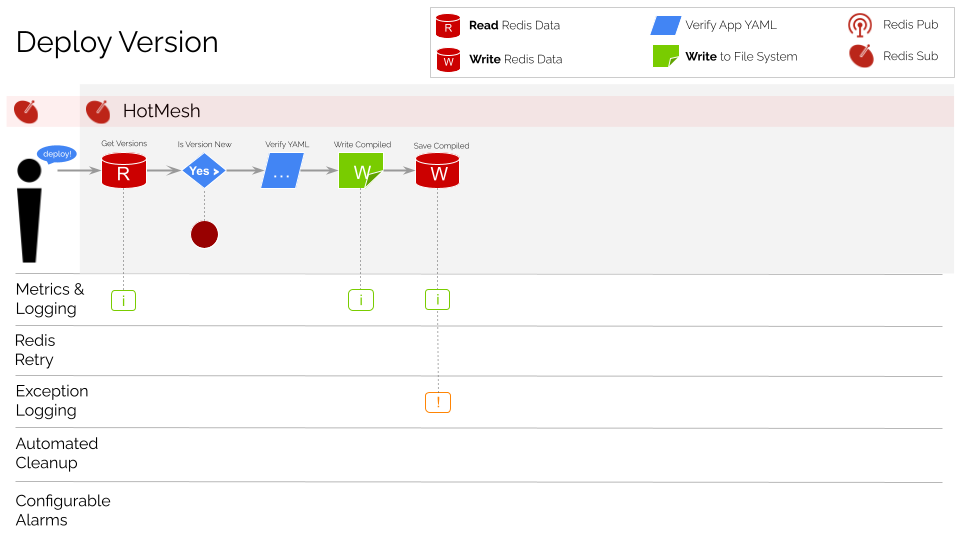 Deploy Version
R Read Redis Data
Verify App YAML
Redis Pub
W Write Redis Data
Write to File System
Redis Sub
HotMesh
deploy!
Get Versions
Is Version New
Verify YAML
Write Compiled
Save Compiled
R
Yes >
...
W
W
Metrics &
Logging
i
i
i
Redis
Retry
Exception
Logging
!
Automated
Cleanup
Configurable
Alarms